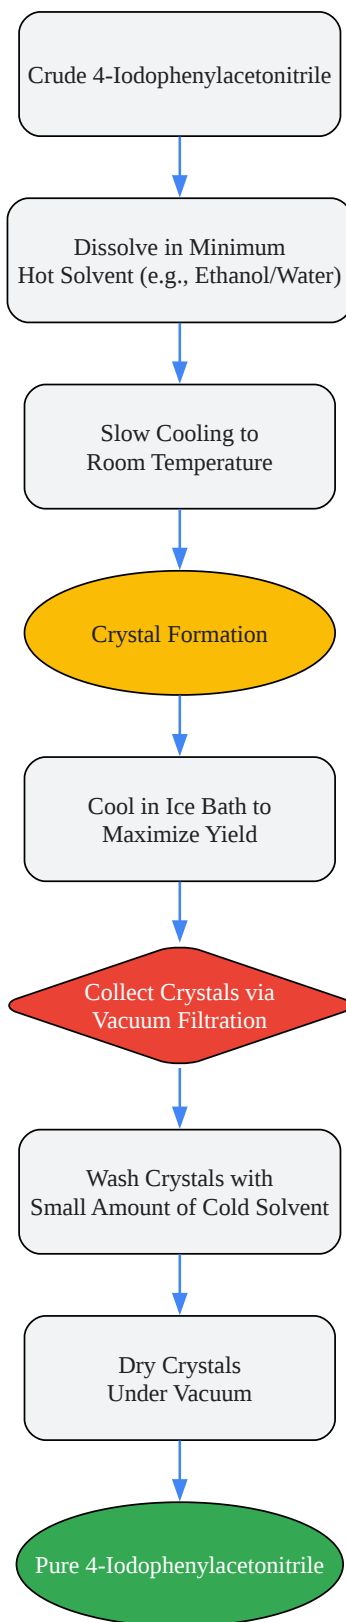 Crude 4-Iodophenylacetonitrile
Dissolve in Minimum
Hot Solvent (e.g., Ethanol/Water)
Slow Cooling to
Room Temperature
Crystal Formation
Cool in Ice Bath to
Maximize Yield
Collect Crystals via
Vacuum Filtration
Wash Crystals with
Small Amount of Cold Solvent
Dry Crystals
Under Vacuum
Pure 4-Iodophenylacetonitrile